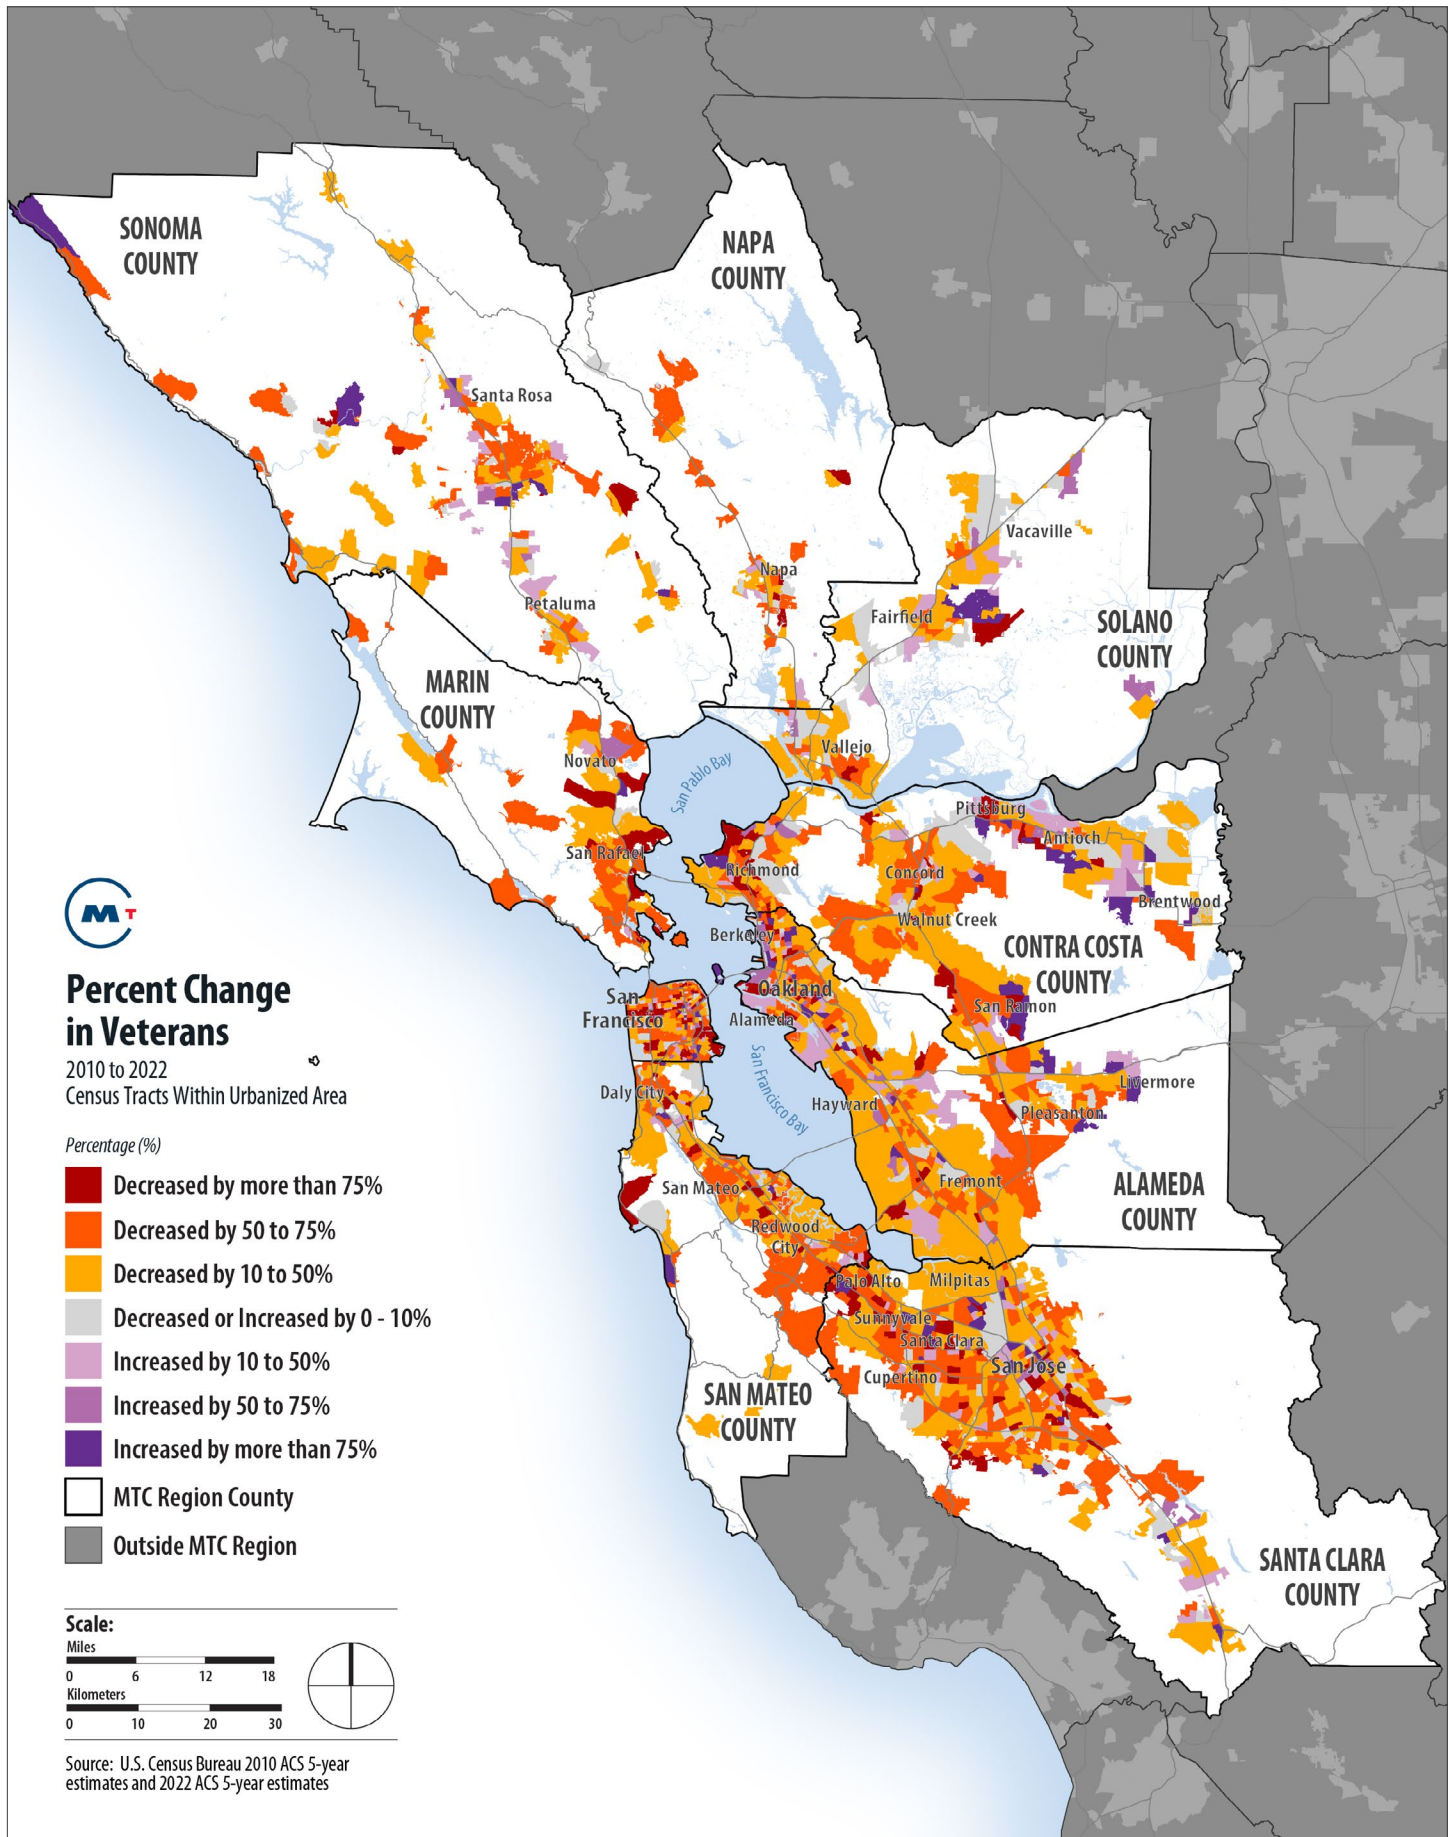 SONOMA
COUNTY
NAPA
COUNTY
Santa Rosa
Vacaville
Napa
Petaluma
Fairfield
SOLANO
COUNTY
MARIN
COUNTY
Novato
Vallejo
San Pablo Bay
Pittsburg
Antioch
San Rafael
Richmond
Concord
Brentwood
Walnut Creek
Berkeley
CONTRA COSTA
COUNTY
San
Francisco
Oakland
Alameda
San Ramon
San Francisco Bay
Daly City
Hayward
Livermore
Pleasanton
San Mateo
Fremont
ALAMEDA
COUNTY
Redwood
City
Palo Alto
Milpitas
Sunnyvale
Santa Clara
San Jose
Cupertino
SAN MATEO
COUNTY
SANTA CLARA
COUNTY
M T
Percent Change
in Veterans
2010 to 2022
Census Tracts Within Urbanized Area
Percentage (%)
Decreased by more than 75%
Decreased by 50 to 75%
Decreased by 10 to 50%
Decreased or Increased by 0 - 10%
Increased by 10 to 50%
Increased by 50 to 75%
Increased by more than 75%
MTC Region County
Outside MTC Region
Scale:
Miles
0 6 12 18
Kilometers
0 10 20 30
Source: U.S. Census Bureau 2010 ACS 5-year
estimates and 2022 ACS 5-year estimates